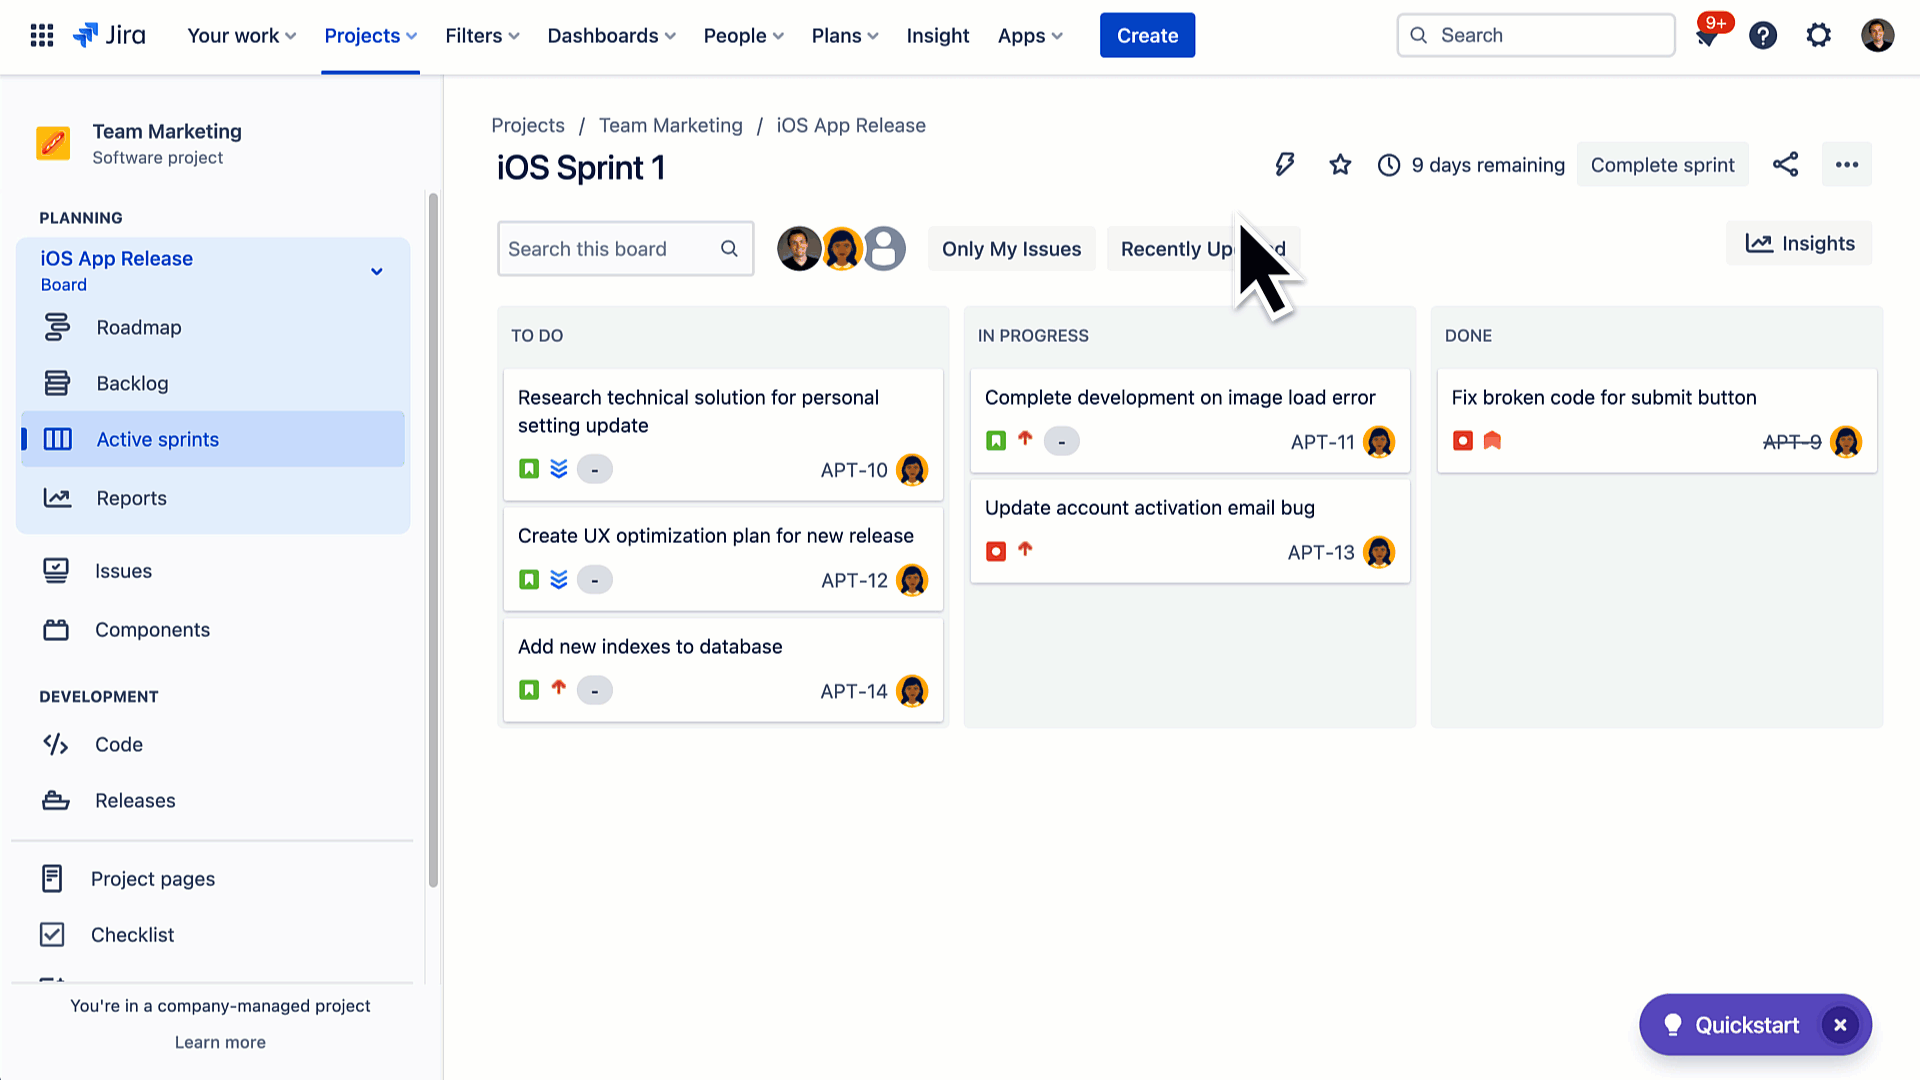 Jira
Your work
Projects
Filters
Dashboards
People
Plans
Insight
Apps
Create
Search
9+
Team Marketing
Software project
PLANNING
iOS App Release
Board
Roadmap
Backlog
Active sprints
Reports
Issues
Components
DEVELOPMENT
Code
Releases
Project pages
Checklist
You're in a company-managed project
Learn more
Projects / Team Marketing / iOS App Release
iOS Sprint 1
9 days remaining
Complete sprint
Search this board
Only My Issues
Recently
Insights
TO DO
Research technical solution for personal
setting update
-
APT-10
Create UX optimization plan for new release
-
APT-12
Add new indexes to database
-
APT-14
IN PROGRESS
Complete development on image load error
-
APT-11
Update account activation email bug
APT-13
DONE
Fix broken code for submit button
APT-9
Quickstart